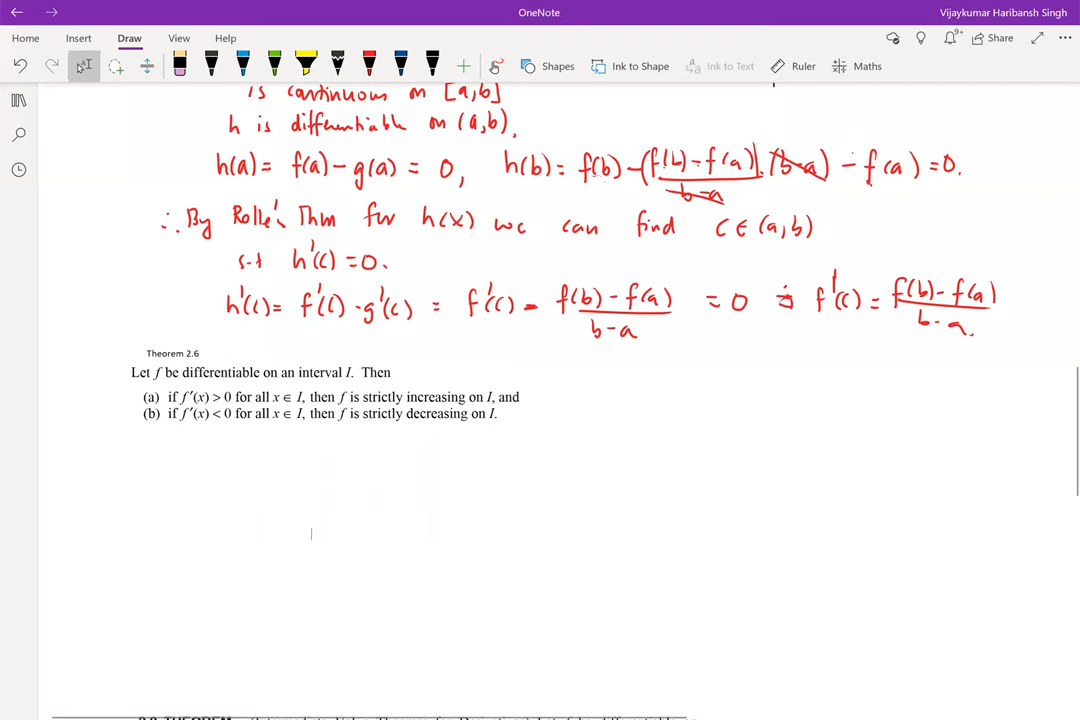 OneNote
Vijaykumar Haribansh Singh
Home Insert Draw View Help
9+
Share
Shapes Ink to Shape Ink to Text Ruler Maths
is continuous on [a,b]
h is differentiable on (a,b),
h(a) = f(a) - g(a) = 0, h(b) = f(b) - (f(b) - f(a))/(b-a) · (b-a) - f(a) = 0.
∴ By Rolle's Thm for h(x) we can find c ∈ (a,b)
s.t h'(c) = 0.
h'(c) = f'(c) - g'(c) = f'(c) - f(b) - f(a)/b-a = 0 ⇒ f'(c) = f(b) - f(a)/b-a.
Theorem 2.6
Let f be differentiable on an interval I. Then
(a) if f′(x) > 0 for all x ∈ I, then f is strictly increasing on I, and
(b) if f′(x) < 0 for all x ∈ I, then f is strictly decreasing on I.